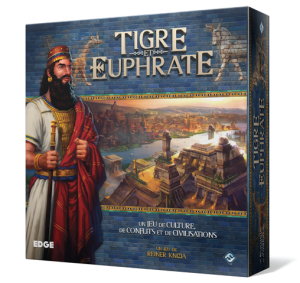 TIGRE
ET
EUPHRATE
UN JEU DE CULTURE,
DE CONFLITS ET DE CIVILISATIONS
UN JEU DE
REINER KNIZIA
EDGE
TIGRE ET EUPHRATE